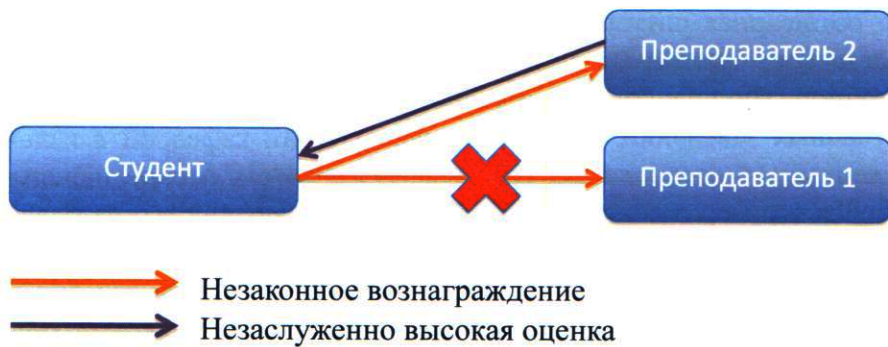 Преподаватель 2
Студент
Преподаватель 1
Незаконное вознаграждение
Незаслуженно высокая оценка